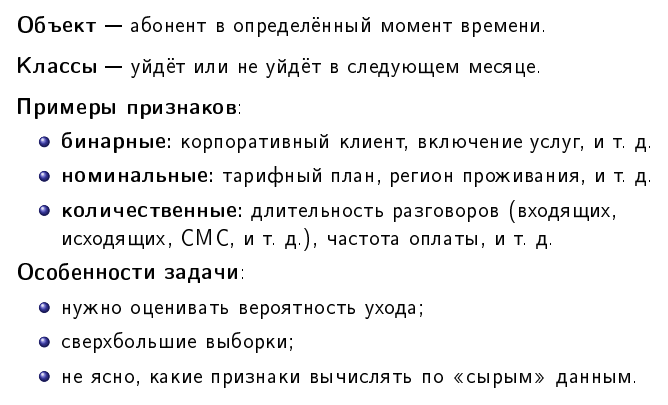 Объект — абонент в определённый момент времени.
Классы — уйдёт или не уйдёт в следующем месяце.
Примеры признаков:
бинарные: корпоративный клиент, включение услуг, и т. д.
номинальные: тарифный план, регион проживания, и т. д.
количественные: длительность разговоров (входящих,
исходящих, СМС, и т. д.), частота оплаты, и т. д.
Особенности задачи:
нужно оценивать вероятность ухода;
сверхбольшие выборки;
не ясно, какие признаки вычислять по «сырым» данным.